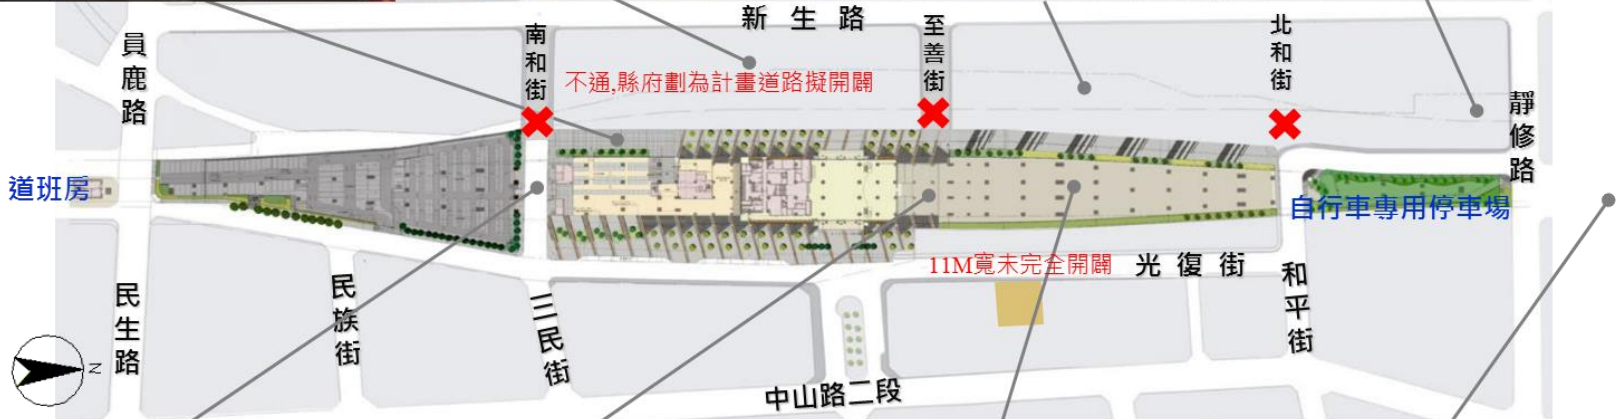 新生路
員鹿路
南和街
至善街
北和街
不通,縣府劃為計畫道路擬開闢
靜修路
道班房
自行車專用停車場
11M寬未完全開闢
光復街
民生路
民族街
三民街
和平街
中山路二段
N